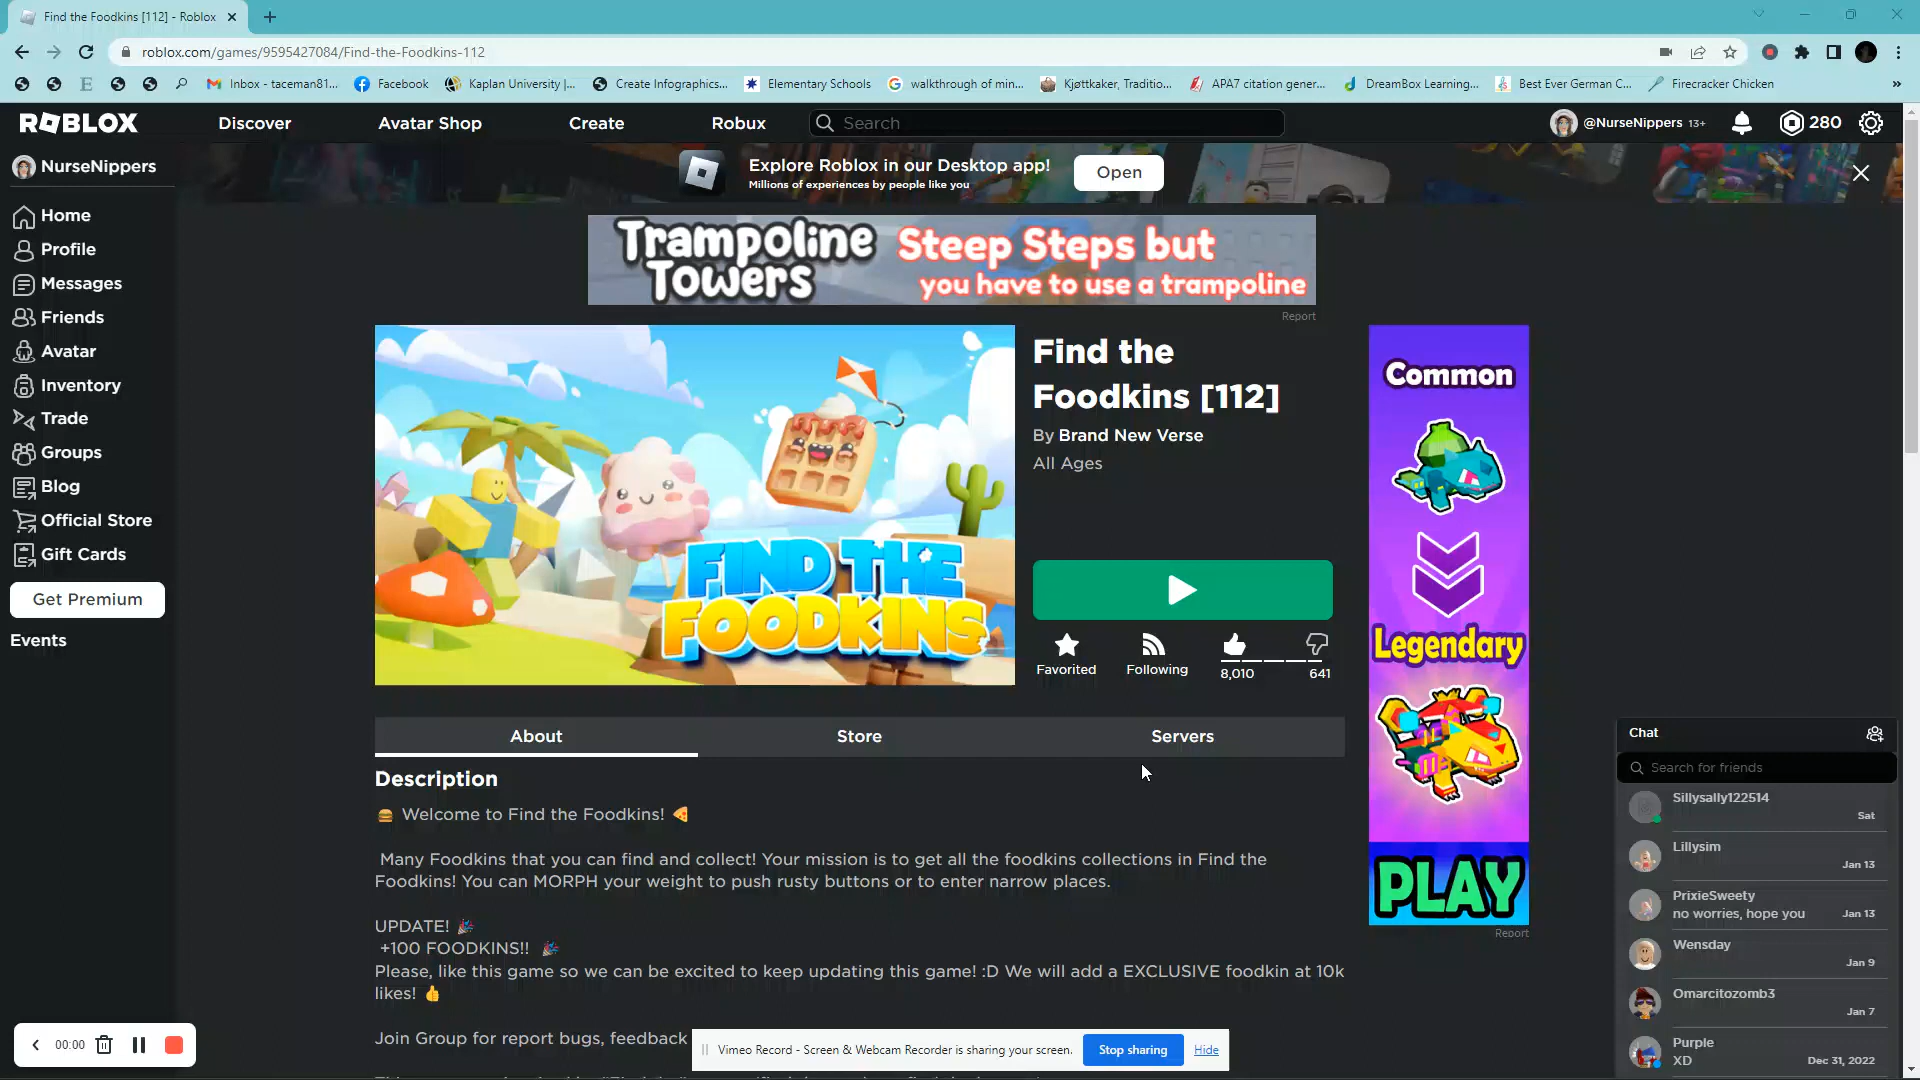 Find the Foodkins [112] - Roblox
roblox.com/games/9595427084/Find-the-Foodkins-112
Inbox - taceman81...
Facebook
Kaplan University |...
Create Infographics...
Elementary Schools
walkthrough of min...
Kjøttkaker, Traditio...
APA7 citation gener...
DreamBox Learning...
Best Ever German C...
Firecracker Chicken
ROBLOX
Discover
Avatar Shop
Create
Robux
Search
@NurseNippers 13+
280
NurseNippers
Explore Roblox in our Desktop app!
Millions of experiences by people like you
Open
Home
Profile
Messages
Friends
Avatar
Inventory
Trade
Groups
Blog
Official Store
Gift Cards
Get Premium
Events
Trampoline
Towers
Steep Steps but
you have to use a trampoline
Report
FIND THE
FOODKINS
Find the
Foodkins [112]
By Brand New Verse
All Ages
Favorited
Following
8,010
641
Common
Legendary
PLAY
Report
About
Store
Servers
Description
Welcome to Find the Foodkins!
Many Foodkins that you can find and collect! Your mission is to get all the foodkins collections in Find the
Foodkins! You can MORPH your weight to push rusty buttons or to enter narrow places.
UPDATE!
+100 FOODKINS!!
Please, like this game so we can be excited to keep updating this game! :D We will add a EXCLUSIVE foodkin at 10k
likes!
Join Group for report bugs, feedback
Chat
Search for friends
Sillysally122514
Sat
Lillysim
Jan 13
PrixieSweety
no worries, hope you
Jan 13
Wensday
Jan 9
Omarcitozomb3
Jan 7
Purple
XD
Dec 31, 2022
00:00
Vimeo Record - Screen & Webcam Recorder is sharing your screen.
Stop sharing
Hide